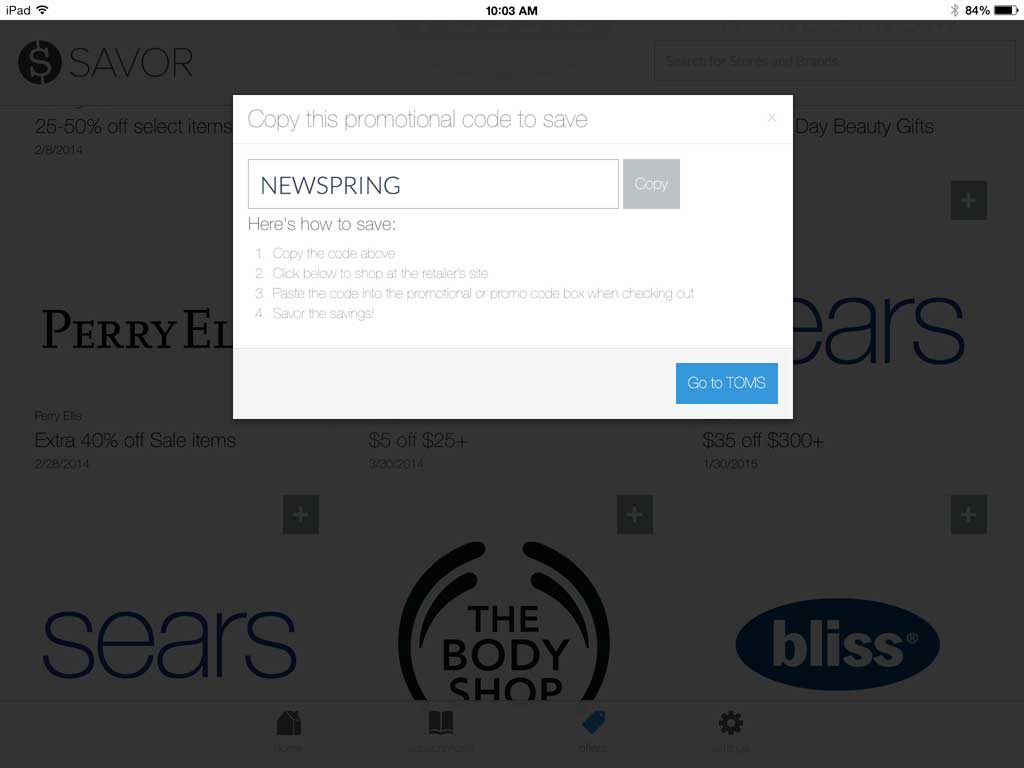 iPad
10:03 AM
84%
SAVOR
Search for Stores and Brands
25-50% off select items
2/8/2014
Day Beauty Gifts
Copy this promotional code to save
×
NEWSPRING
Copy
Here's how to save:
1. Copy the code above
2. Click below to shop at the retailer's site
3. Paste the code into the promotional or promo code box when checking out
4. Savor the savings!
Go to TOMS
PERRY EL
ears
Perry Ellis
Extra 40% off Sale items
2/28/2014
$5 off $25+
3/30/2014
$35 off $300+
1/30/2015
sears
THE
BODY
SHOP
bliss®
home
offers
settings